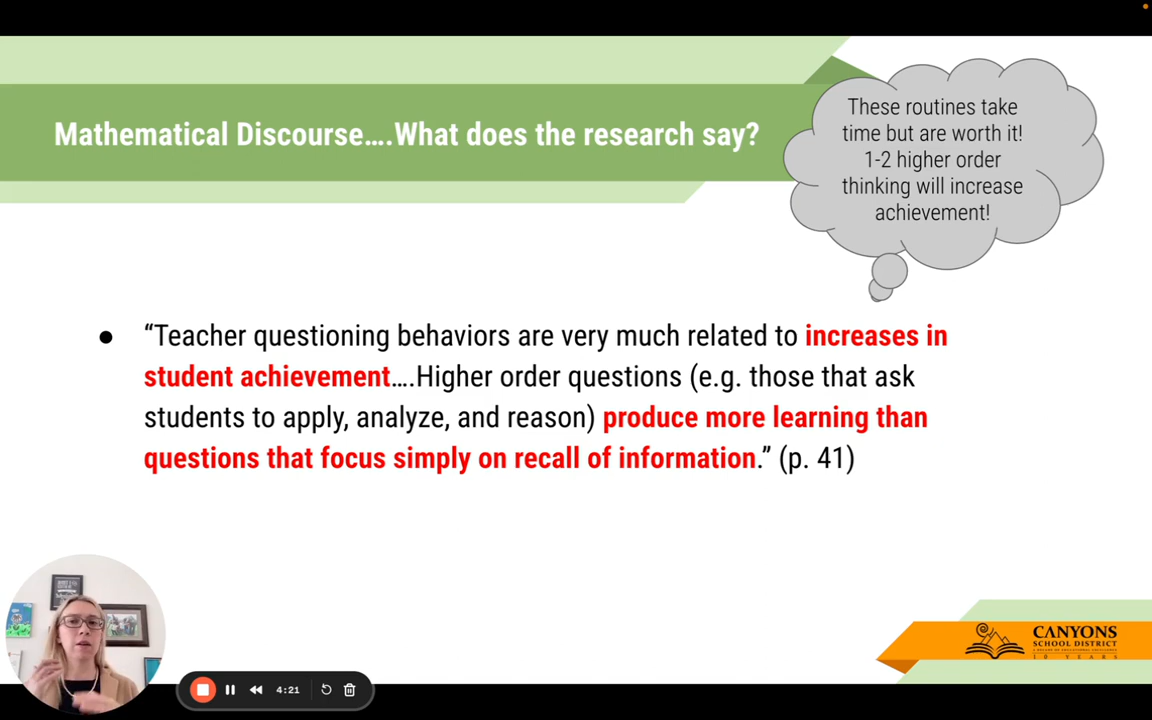 Mathematical Discourse....What does the research say?
These routines take
time but are worth it!
1-2 higher order
thinking will increase
achievement!
● “Teacher questioning behaviors are very much related to increases in
student achievement....Higher order questions (e.g. those that ask
students to apply, analyze, and reason) produce more learning than
questions that focus simply on recall of information.” (p. 41)
4:21
CANYONS
SCHOOL DISTRICT
10 YEARS